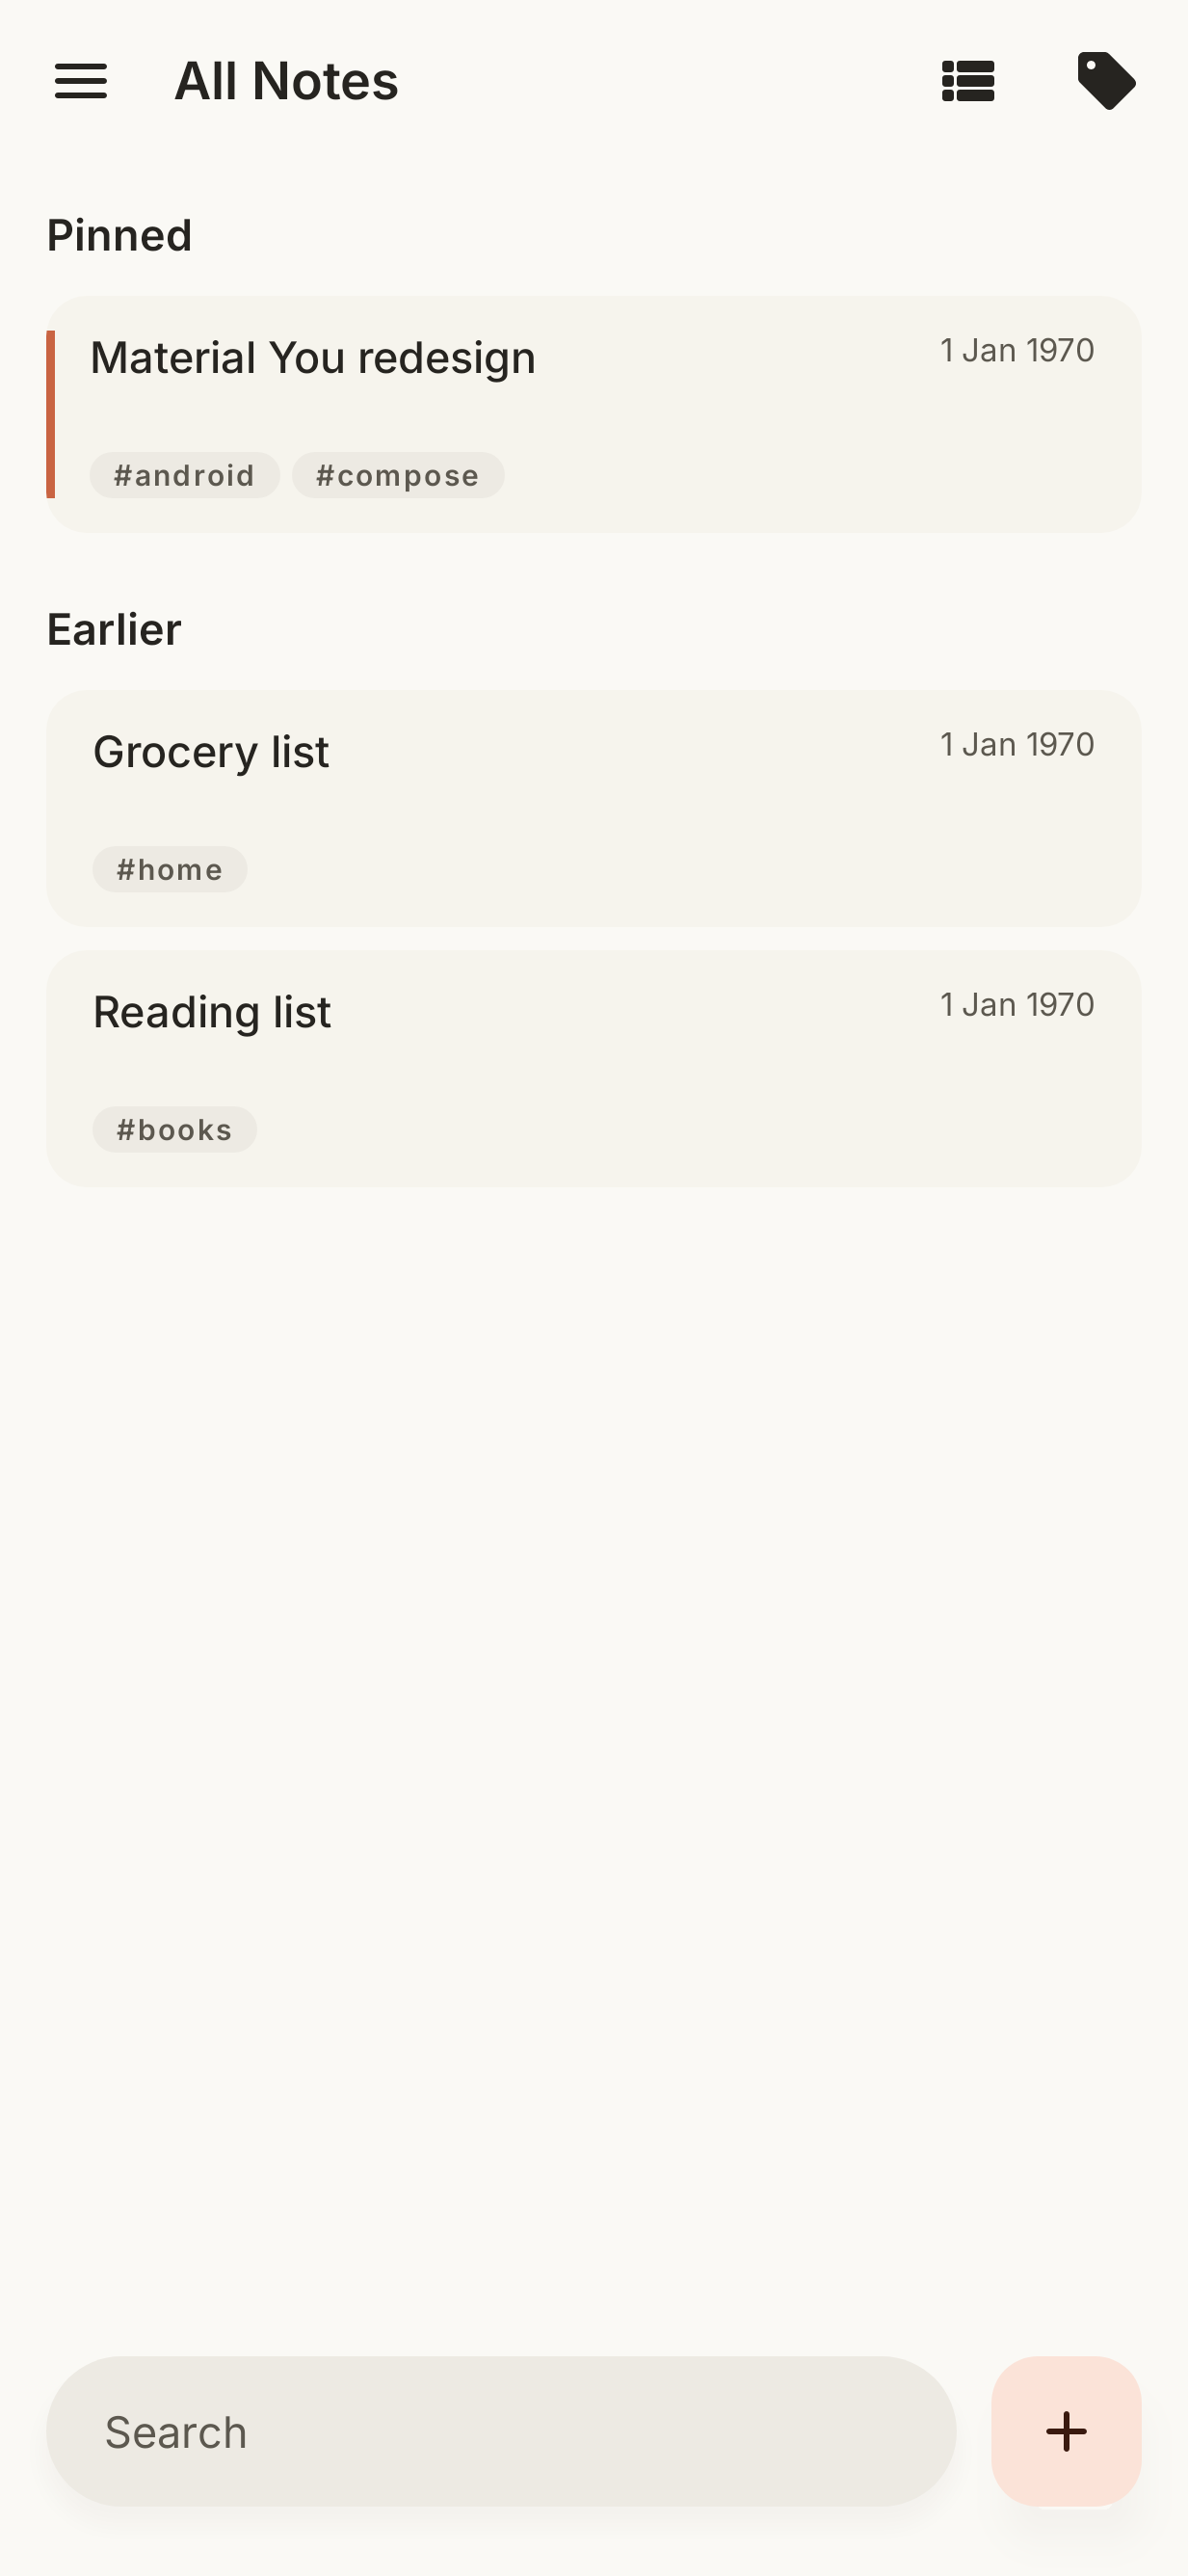 All Notes
Pinned
Material You redesign
1 Jan 1970
#android #compose
Earlier
Grocery list
1 Jan 1970
#home
Reading list
1 Jan 1970
#books
Search